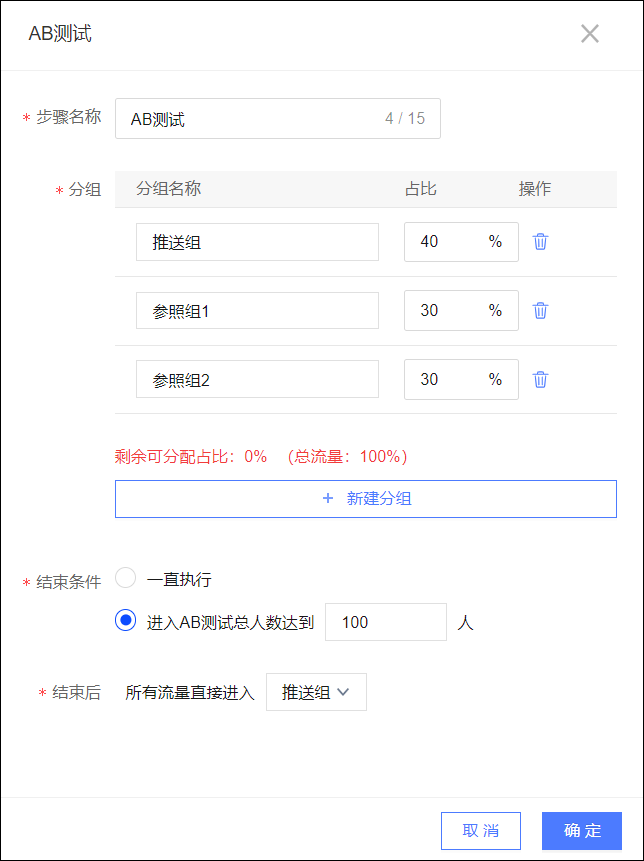 AB测试
* 步骤名称 AB测试 4 / 15
* 分组 分组名称 占比 操作
推送组 40 %
参照组1 30 %
参照组2 30 %
剩余可分配占比：0% （总流量：100%）
+ 新建分组
* 结束条件 一直执行
进入AB测试总人数达到 100 人
* 结束后 所有流量直接进入 推送组
取 消 确 定